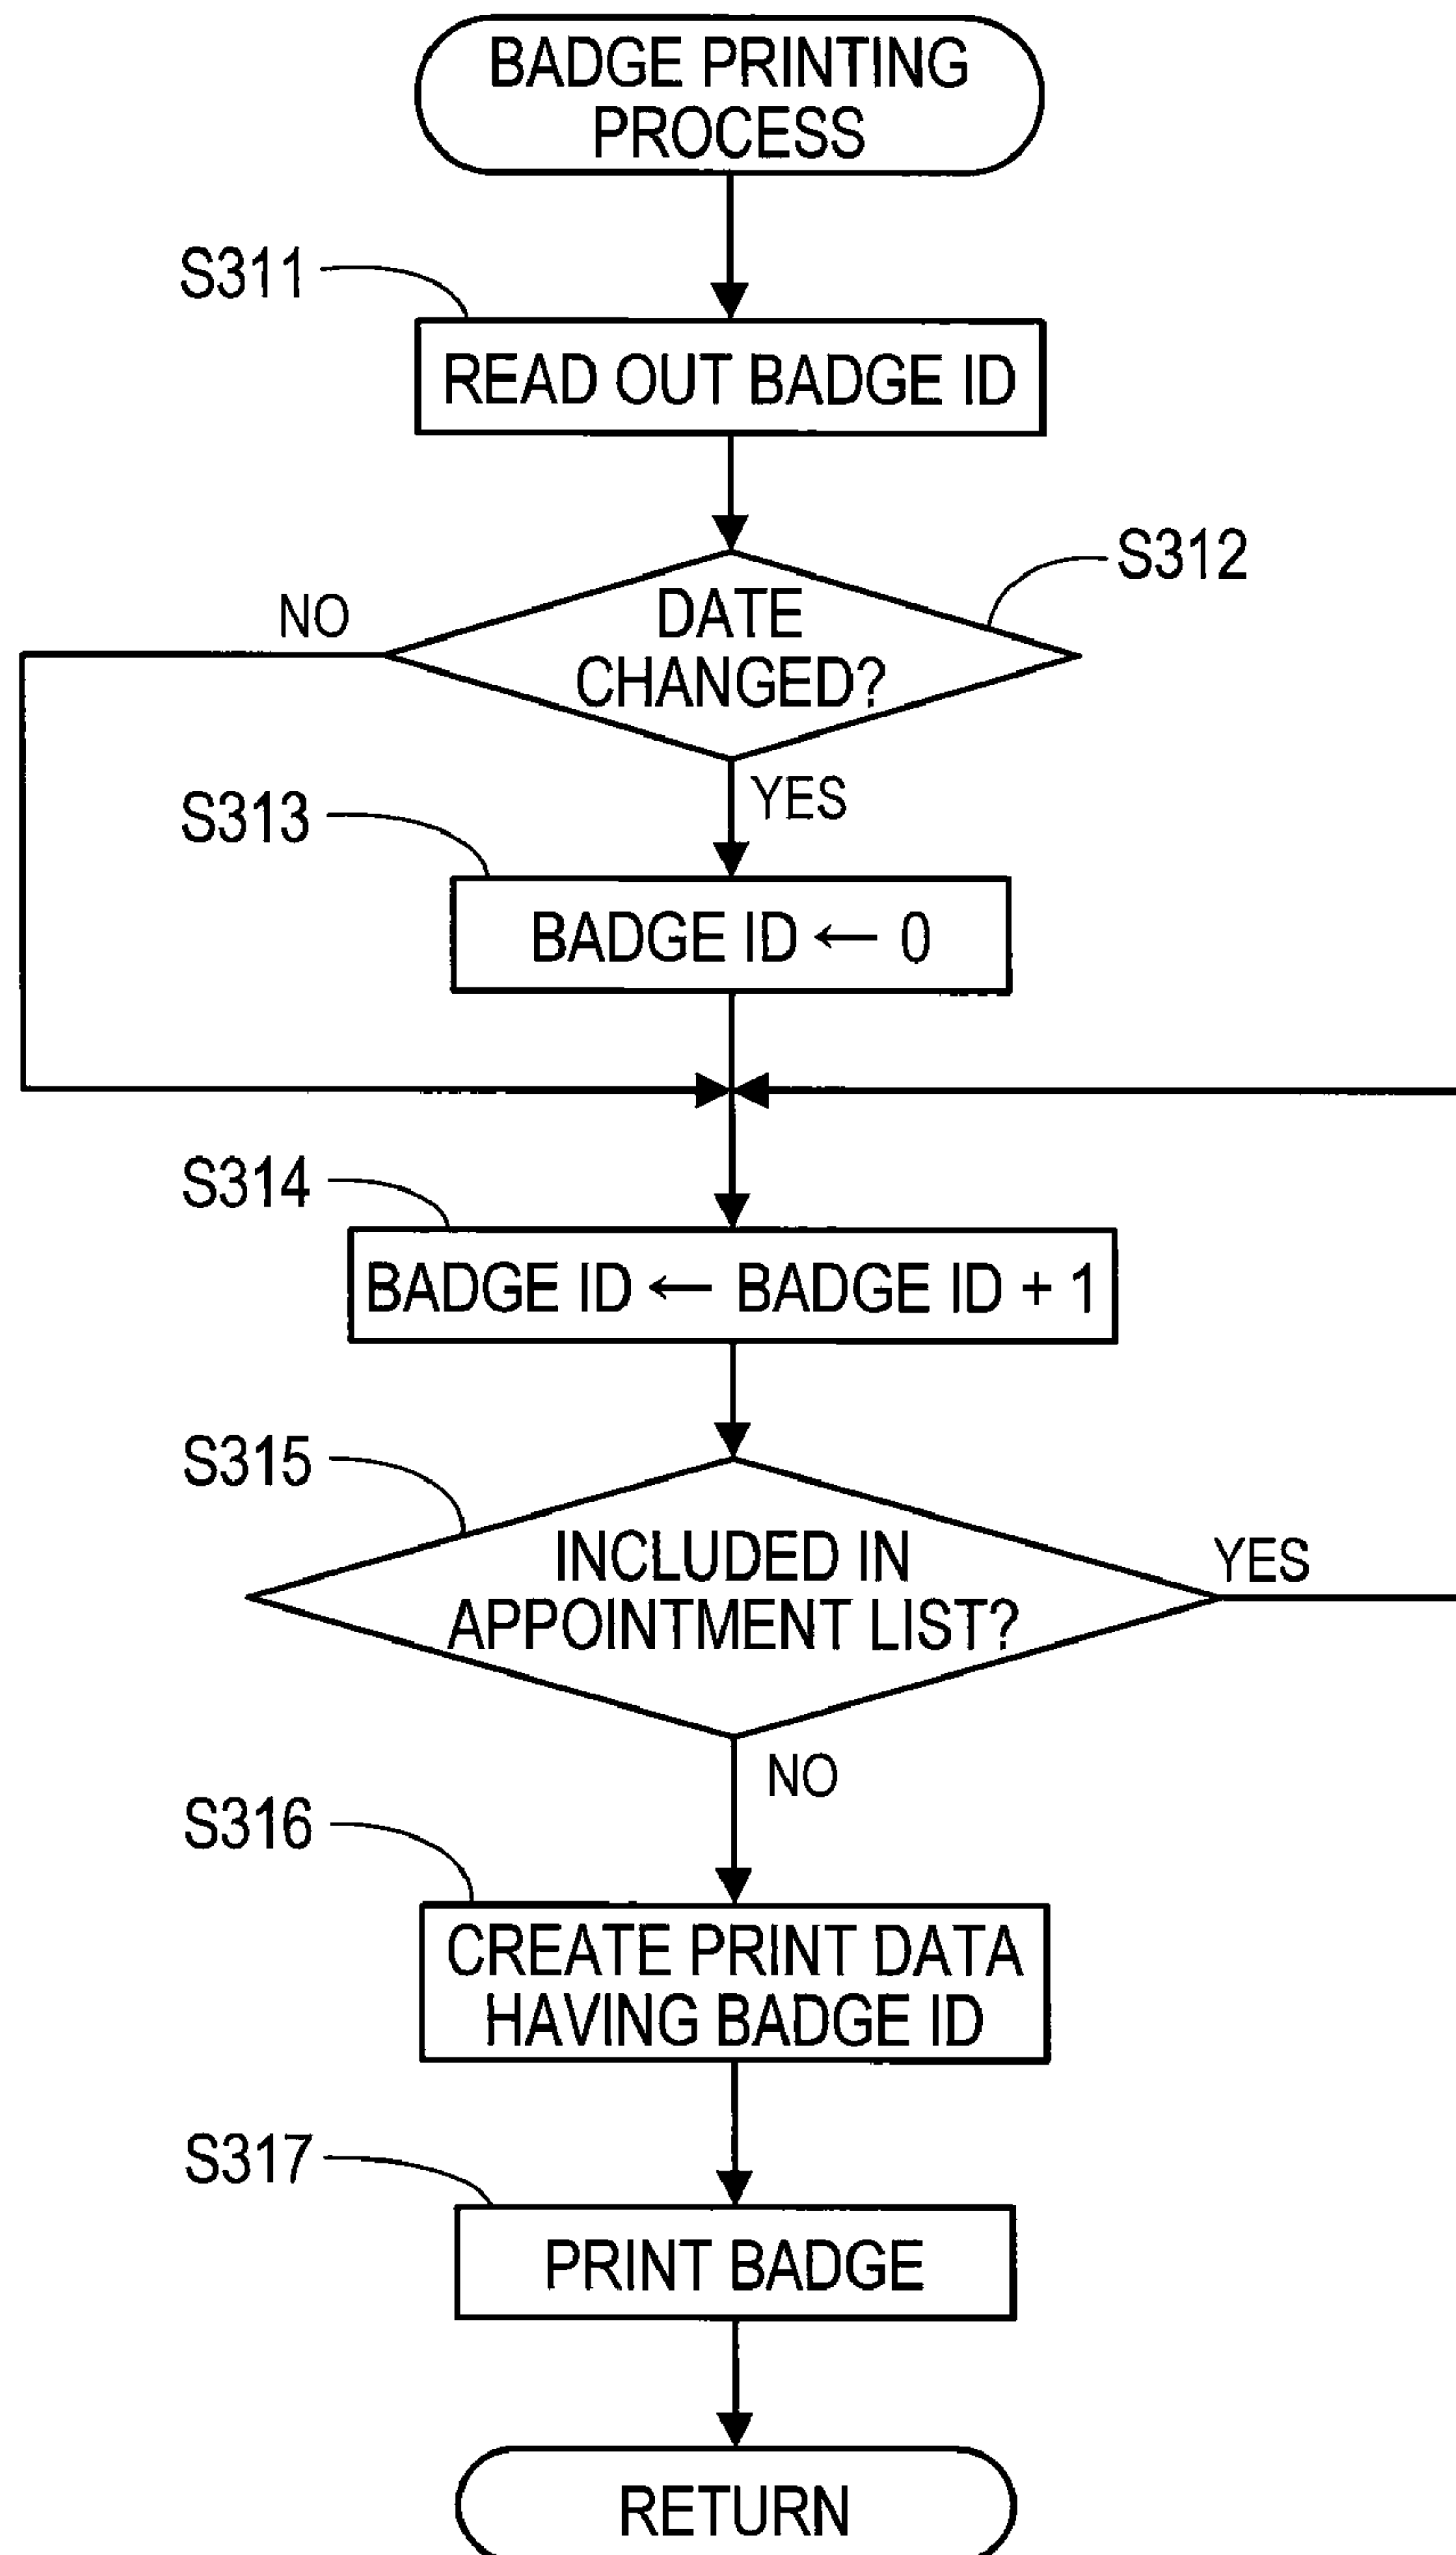 BADGE PRINTING
PROCESS
S311
READ OUT BADGE ID
S312
DATE
CHANGED?
NO
YES
S313
BADGE ID ← 0
S314
BADGE ID ← BADGE ID + 1
S315
INCLUDED IN
APPOINTMENT LIST?
YES
NO
S316
CREATE PRINT DATA
HAVING BADGE ID
S317
PRINT BADGE
RETURN